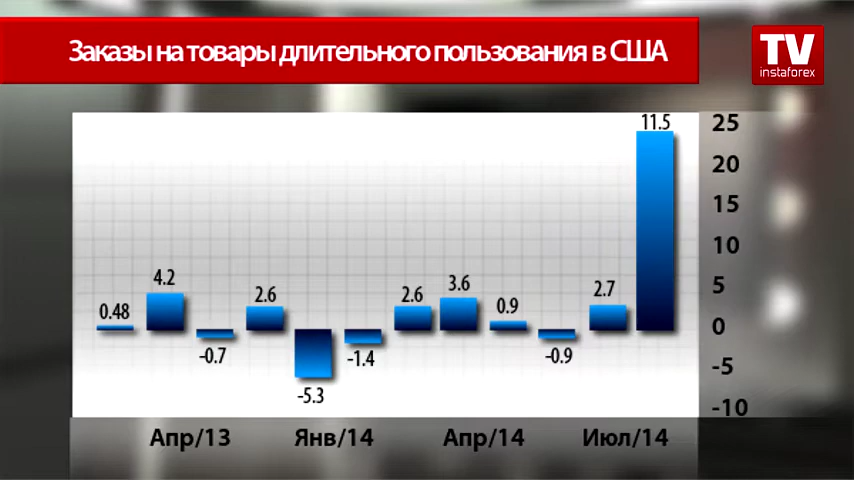 Заказы на товары длительного пользования в США
TV
instaforex
11.5
25
20
15
10
5
0
-5
-10
0.48
4.2
-0.7
2.6
-5.3
-1.4
2.6
3.6
0.9
-0.9
2.7
Апр/13
Янв/14
Апр/14
Июл/14